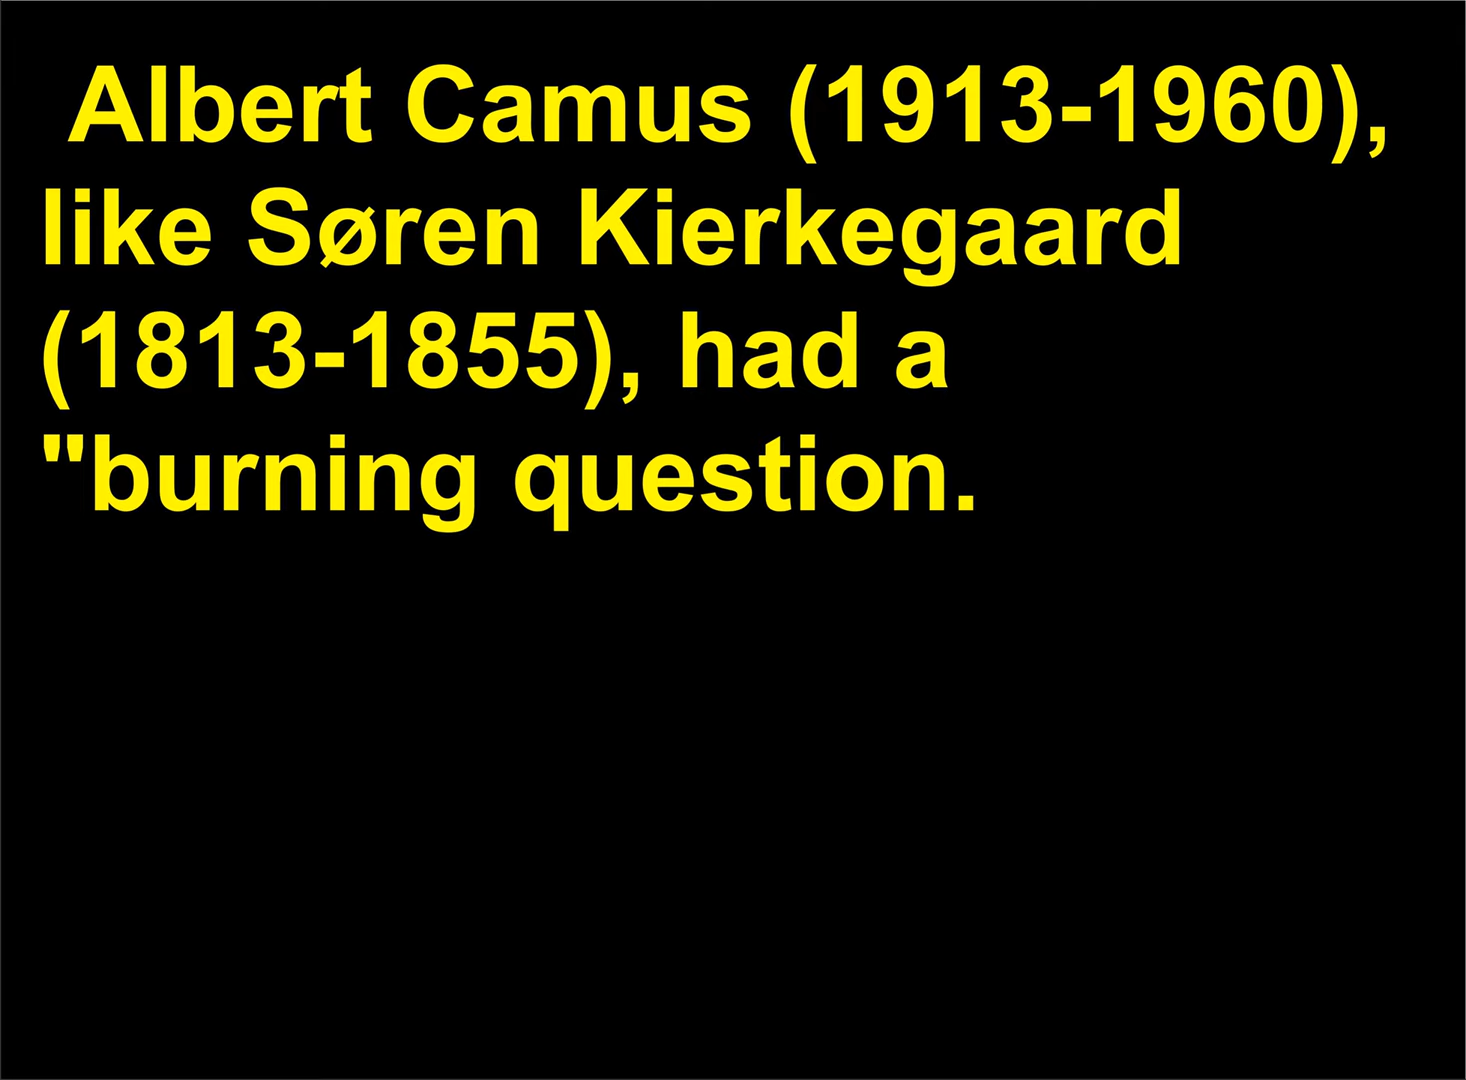 Albert Camus (1913-1960),
like Søren Kierkegaard
(1813-1855), had a
"burning question.